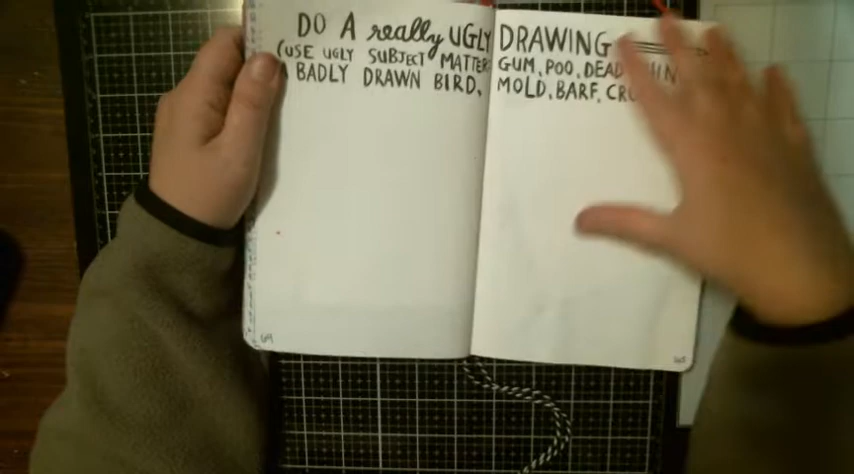 DO A really UGLY DRAWING
(USE UGLY SUBJECT MATTER: GUM, POO, DEAD
A BADLY DRAWN BIRD, MOLD, BARF,